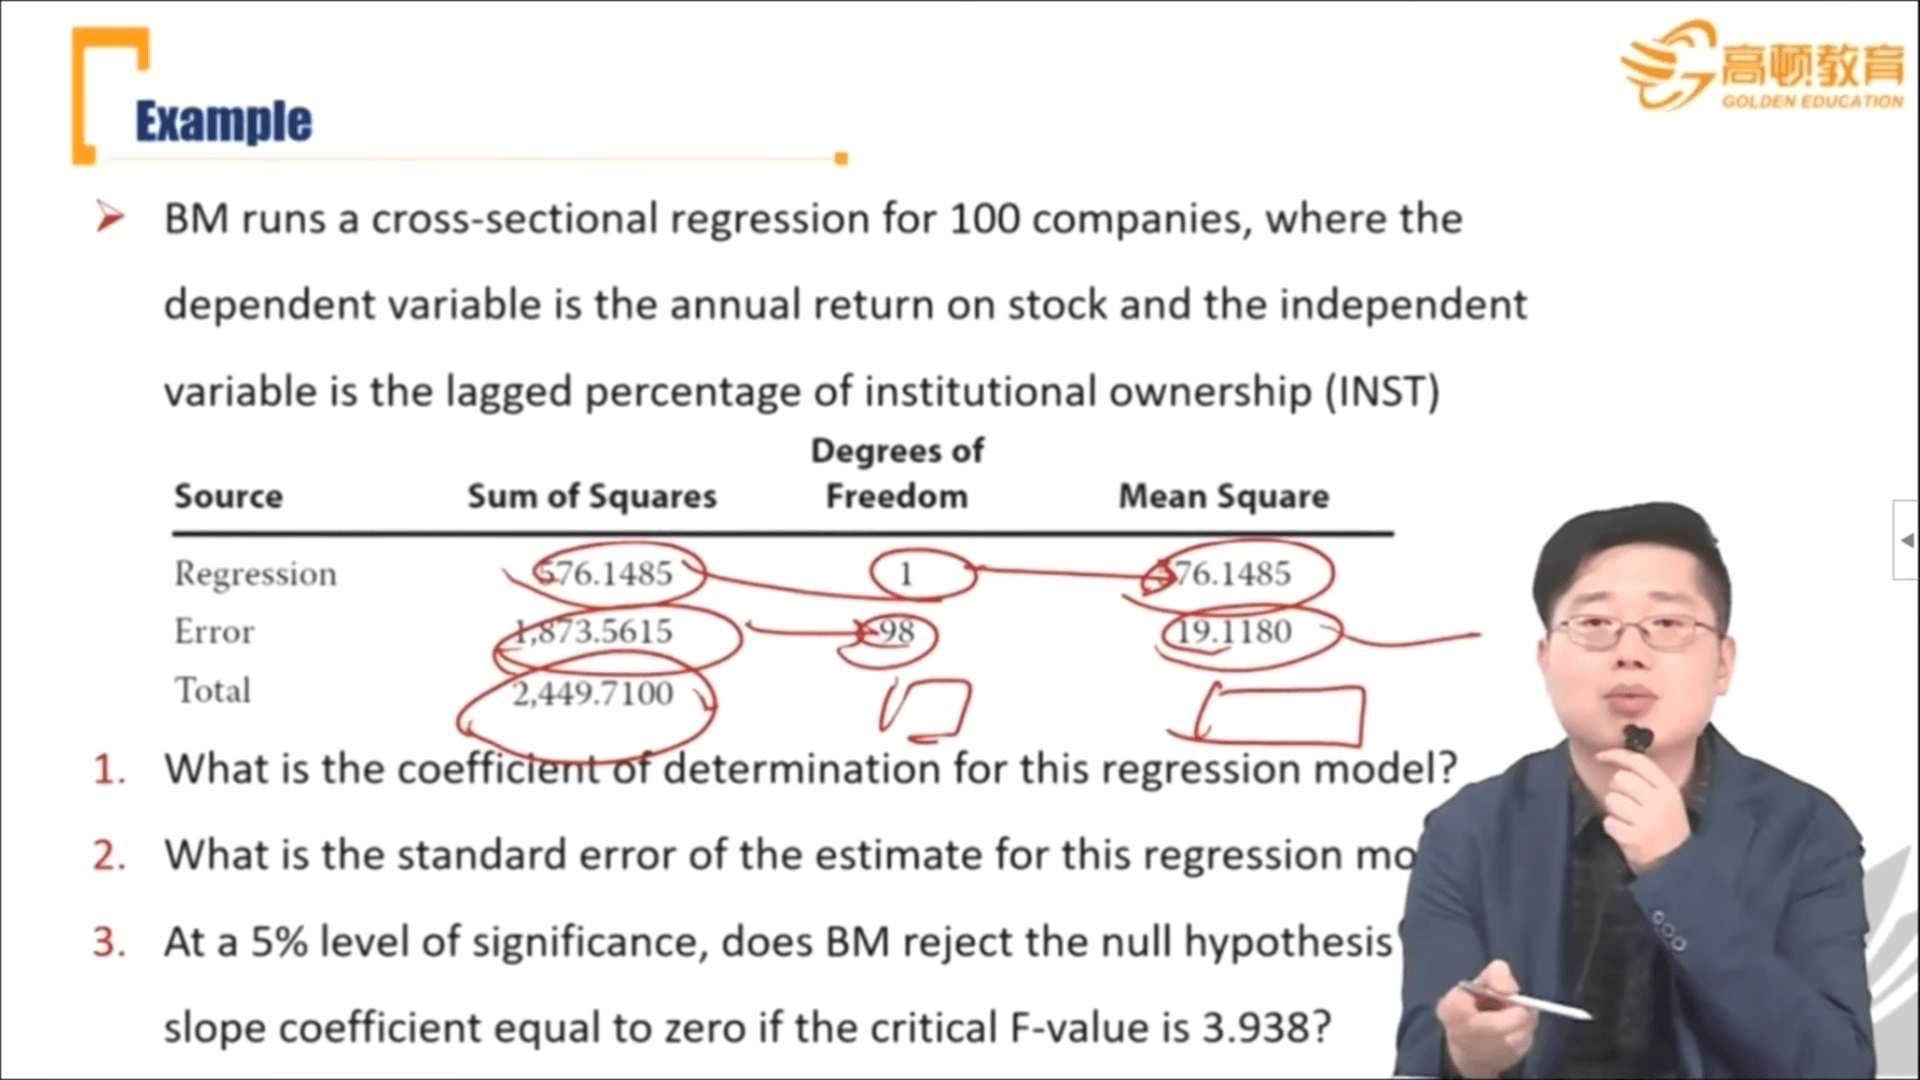 高顿教育
GOLDEN EDUCATION
Example
BM runs a cross-sectional regression for 100 companies, where the
dependent variable is the annual return on stock and the independent
variable is the lagged percentage of institutional ownership (INST)
Degrees of
Source Sum of Squares Freedom Mean Square
Regression 576.1485 1 576.1485
Error 1,873.5615 98 19.1180
Total 2,449.7100
1. What is the coefficient of determination for this regression model?
2. What is the standard error of the estimate for this regression mo
3. At a 5% level of significance, does BM reject the null hypothesis
slope coefficient equal to zero if the critical F-value is 3.938?